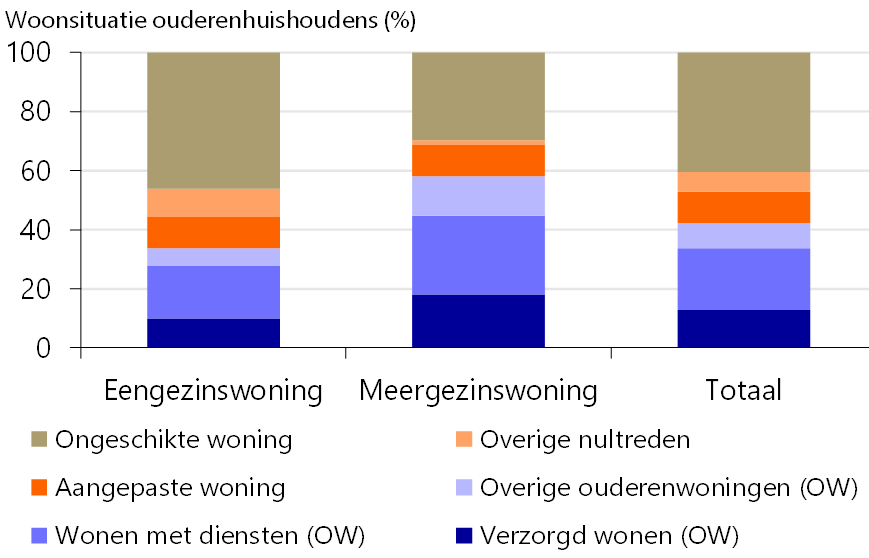 Woonsituatie ouderenhuishoudens (%)
100
80
60
40
20
0
Eengezinswoning Meergezinswoning Totaal
Ongeschikte woning Overige nultreden
Aangepaste woning Overige ouderenwoningen (OW)
Wonen met diensten (OW) Verzorgd wonen (OW)